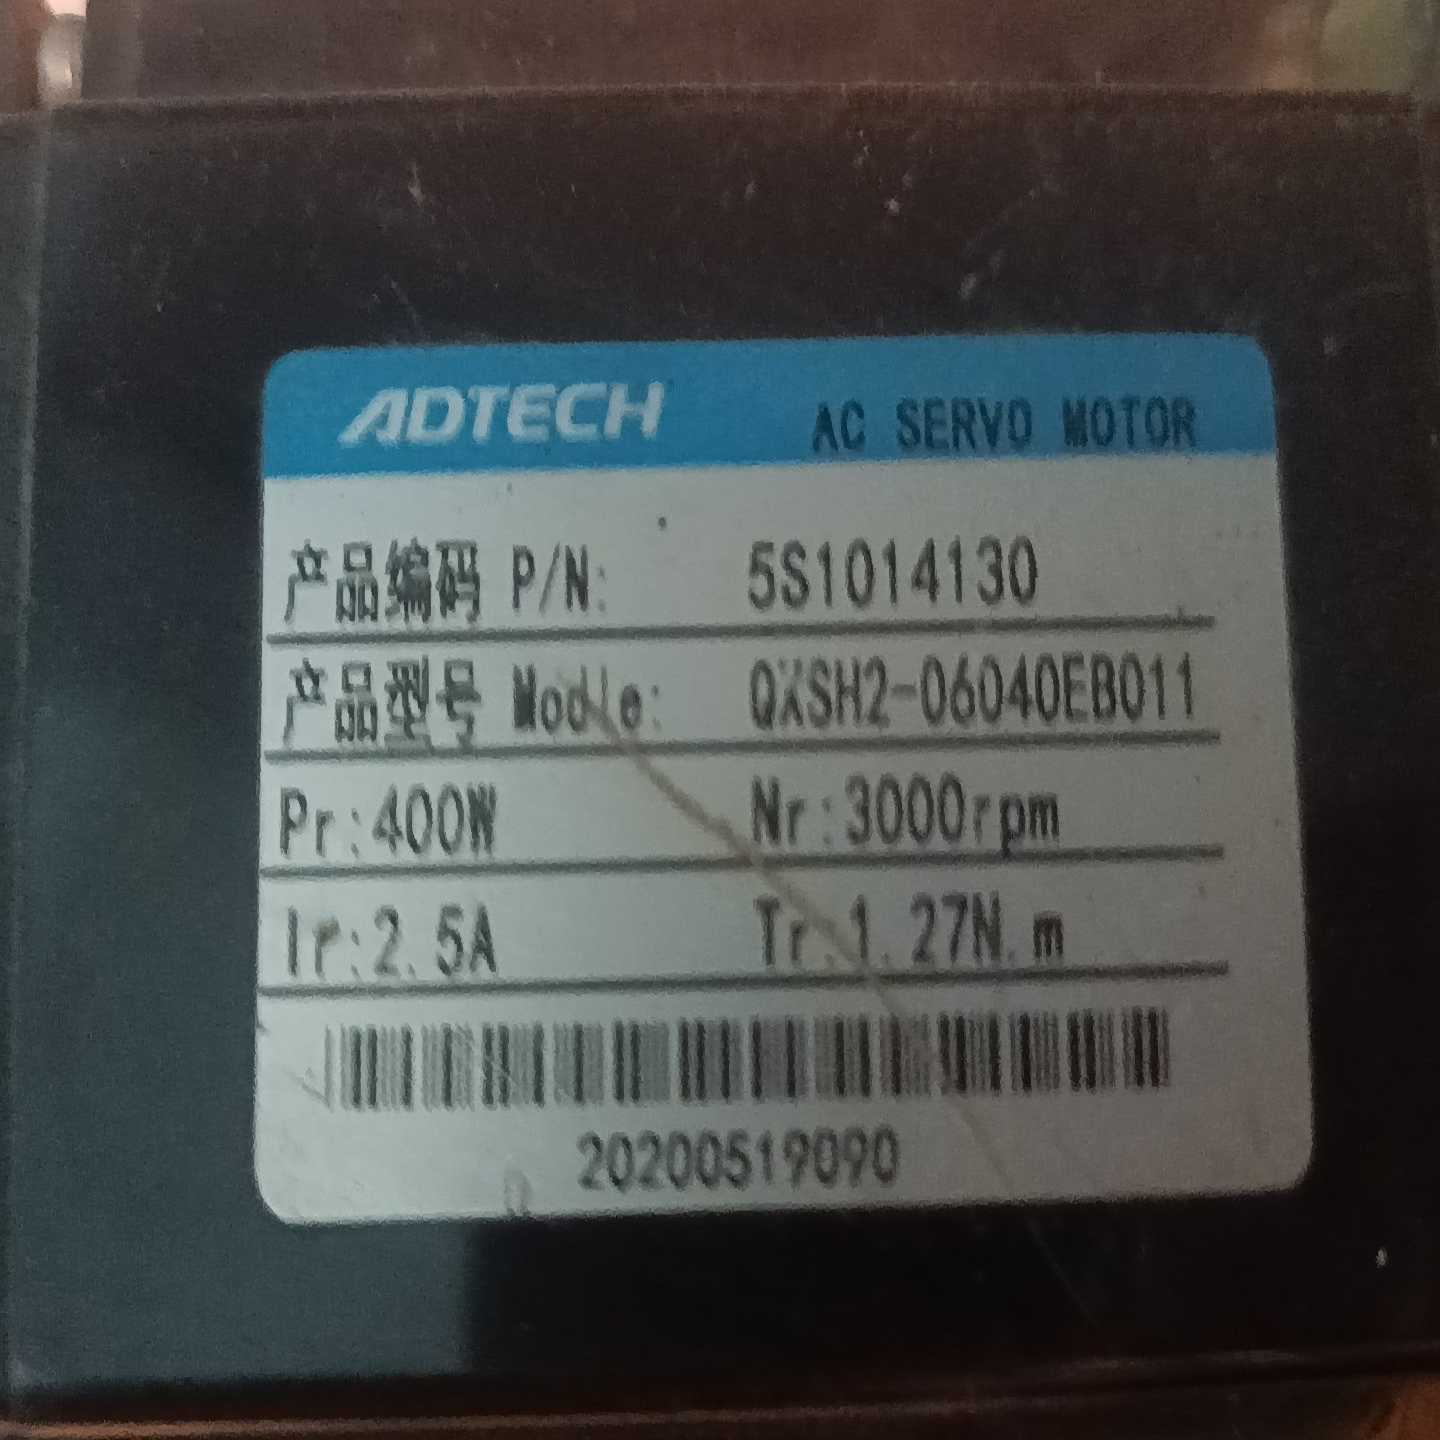 ADTECH AC SERVO MOTOR
产品编码 P/N: 5S1014130
产品型号 Modle: QXSH2-06040EB011
Pr:400W Nr:3000rpm
Ir:2.5A Tr:1.27N.m
20200519090